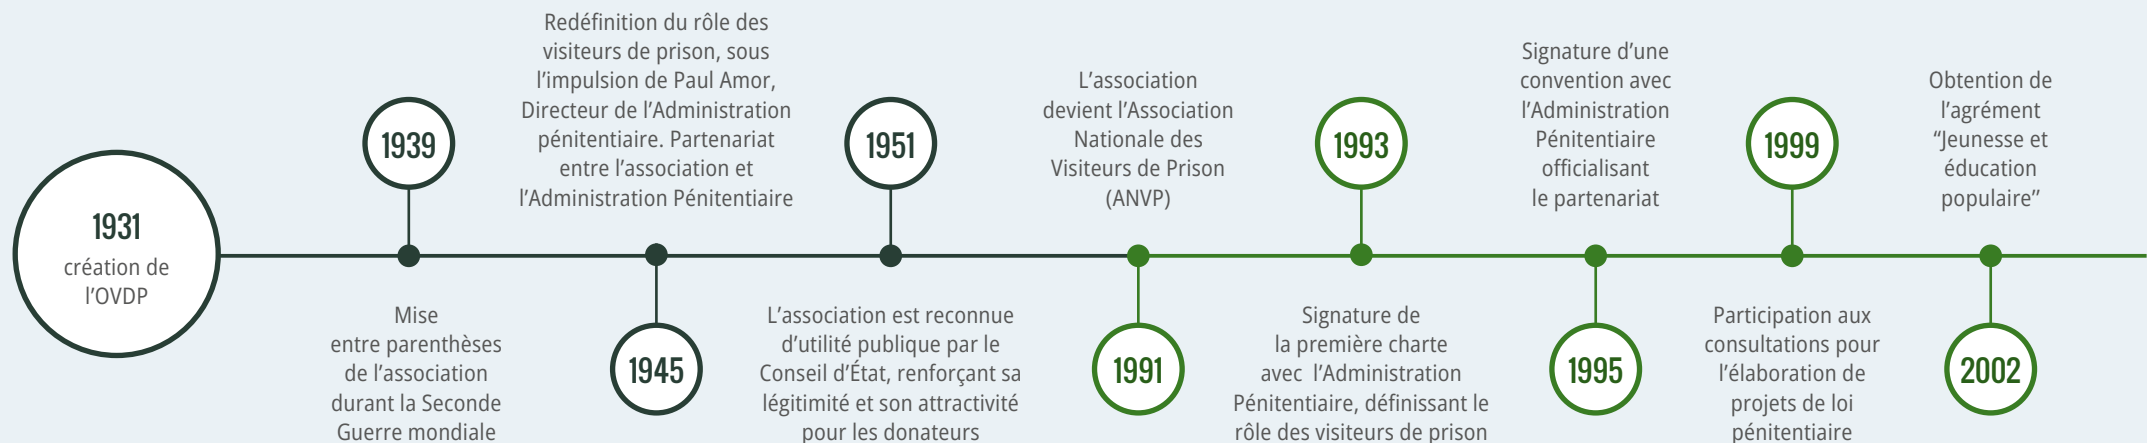 1931
création de
l’OVDP
1939
Mise
entre parenthèses
de l’association
durant la Seconde
Guerre mondiale
Redéfinition du rôle des
visiteurs de prison, sous
l’impulsion de Paul Amor,
Directeur de l’Administration
pénitentiaire. Partenariat
entre l’association et
l’Administration Pénitentiaire
1945
1951
L’association est reconnue
d’utilité publique par le
Conseil d’État, renforçant sa
légitimité et son attractivité
pour les donateurs
L’association
devient l’Association
Nationale des
Visiteurs de Prison
(ANVP)
1991
1993
Signature de
la première charte
avec l’Administration
Pénitentiaire, définissant le
rôle des visiteurs de prison
Signature d’une
convention avec
l’Administration
Pénitentiaire
officialisant
le partenariat
1995
1999
Participation aux
consultations pour
l’élaboration de
projets de loi
pénitentiaire
Obtention de
l’agrément
“Jeunesse et
éducation
populaire”
2002